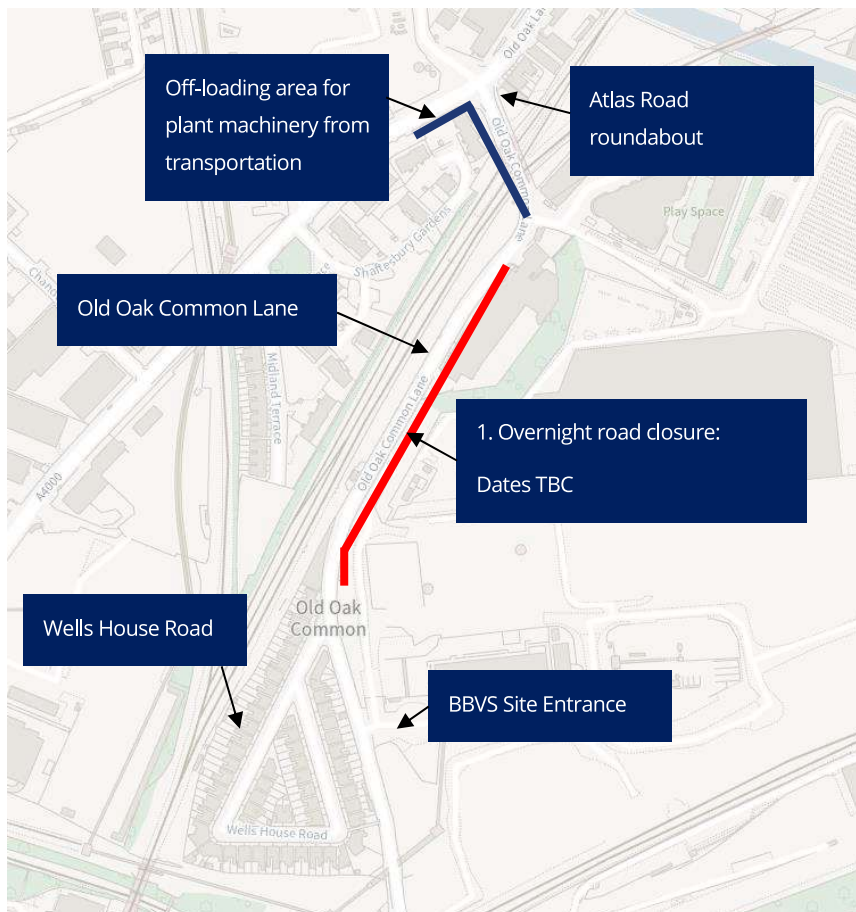 Old Oak Lan
Off-loading area for
plant machinery from
transportation
Atlas Road
roundabout
Old Oak Common Lane
Play Space
Shaftesbury Gardens
Old Oak Common Lane
Midland
Terrace
Old Oak Common Lane
1. Overnight road closure:
Dates TBC
A4000
Old Oak
Common
Wells House Road
BBVS Site Entrance
Wells House Road